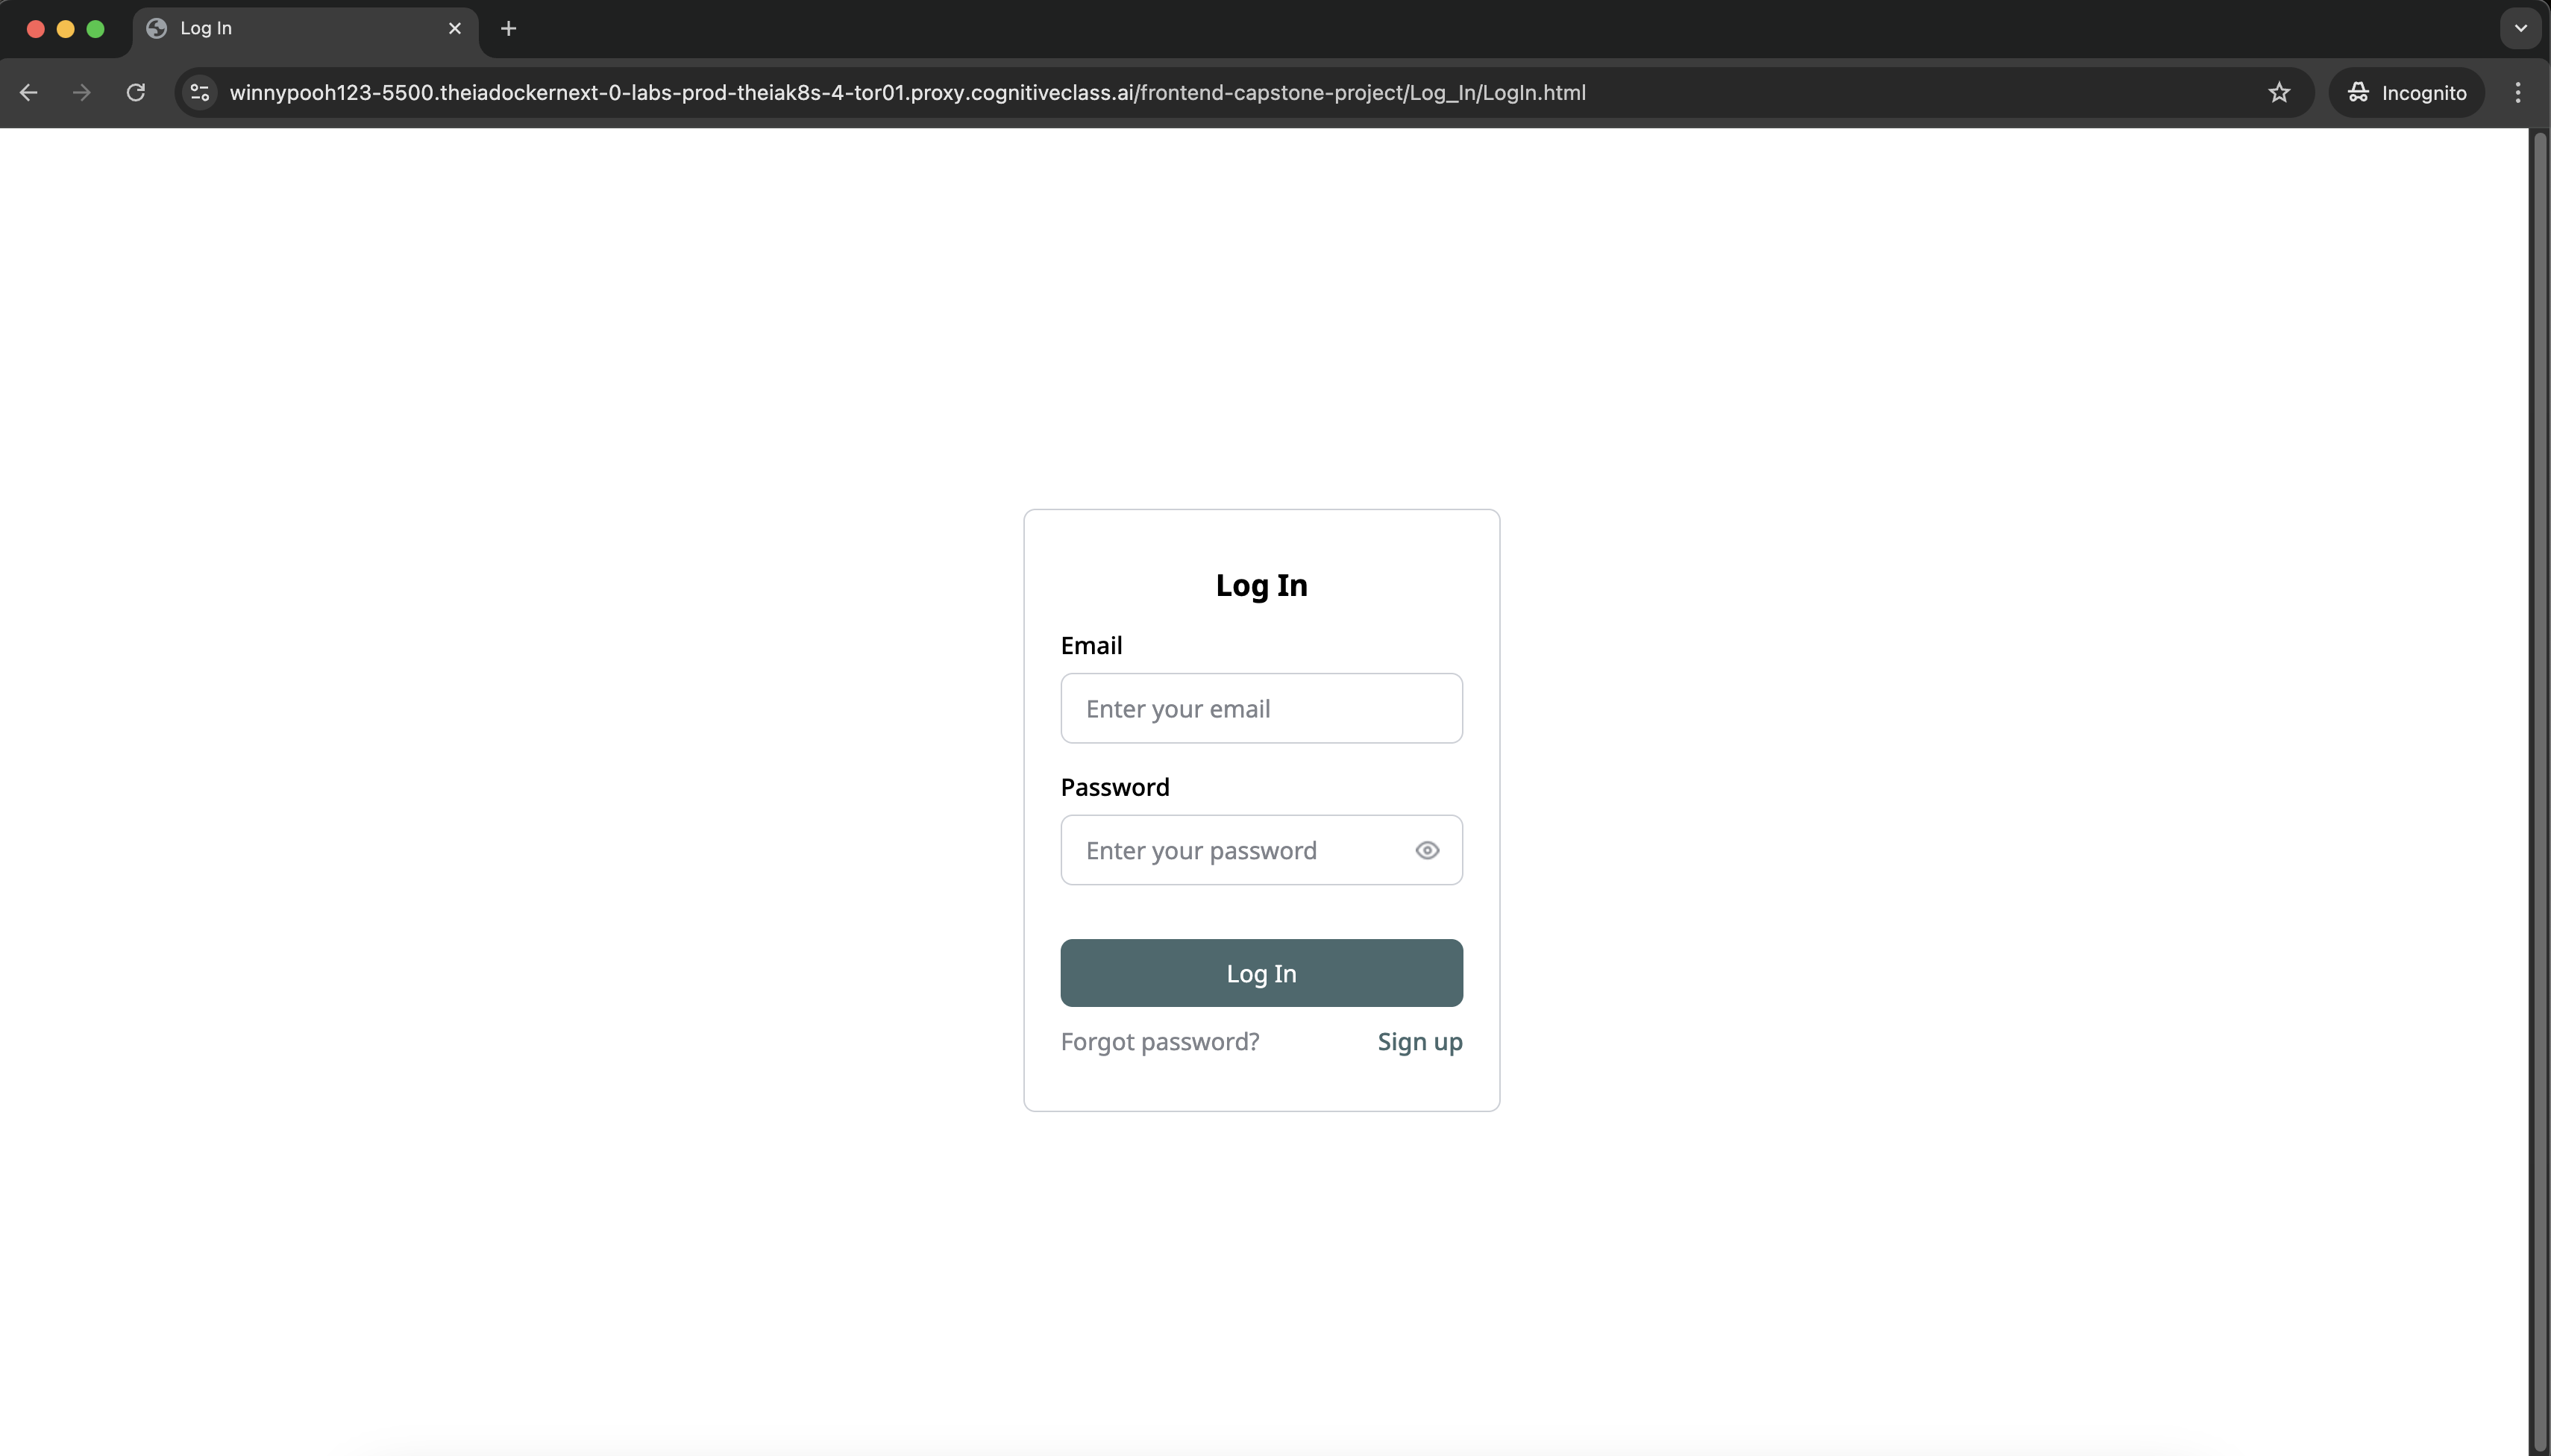 Log In
winnypooh123-5500.theiadockernext-0-labs-prod-theiak8s-4-tor01.proxy.cognitiveclass.ai/frontend-capstone-project/Log_In/LogIn.html
Incognito
Log In
Email
Enter your email
Password
Enter your password
Log In
Forgot password? Sign up